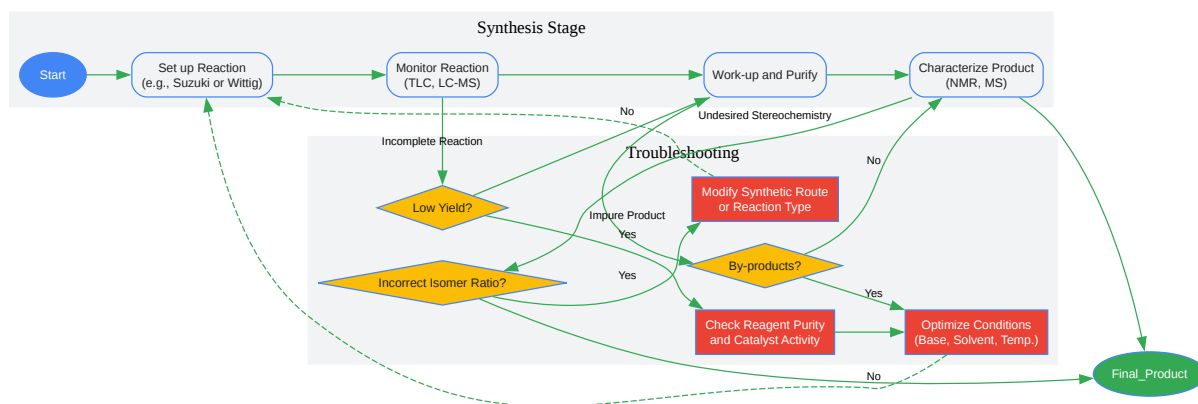 Synthesis Stage
Start
Set up Reaction
(e.g., Suzuki or Wittig)
Monitor Reaction
(TLC, LC-MS)
Work-up and Purify
Characterize Product
(NMR, MS)
No
Undesired Stereochemistry
Incomplete Reaction
Troubleshooting
No
Modify Synthetic Route
or Reaction Type
Low Yield?
Impure Product
Yes
By-products?
Incorrect Isomer Ratio?
Yes
Yes
Check Reagent Purity
and Catalyst Activity
Optimize Conditions
(Base, Solvent, Temp.)
No
Final_Product